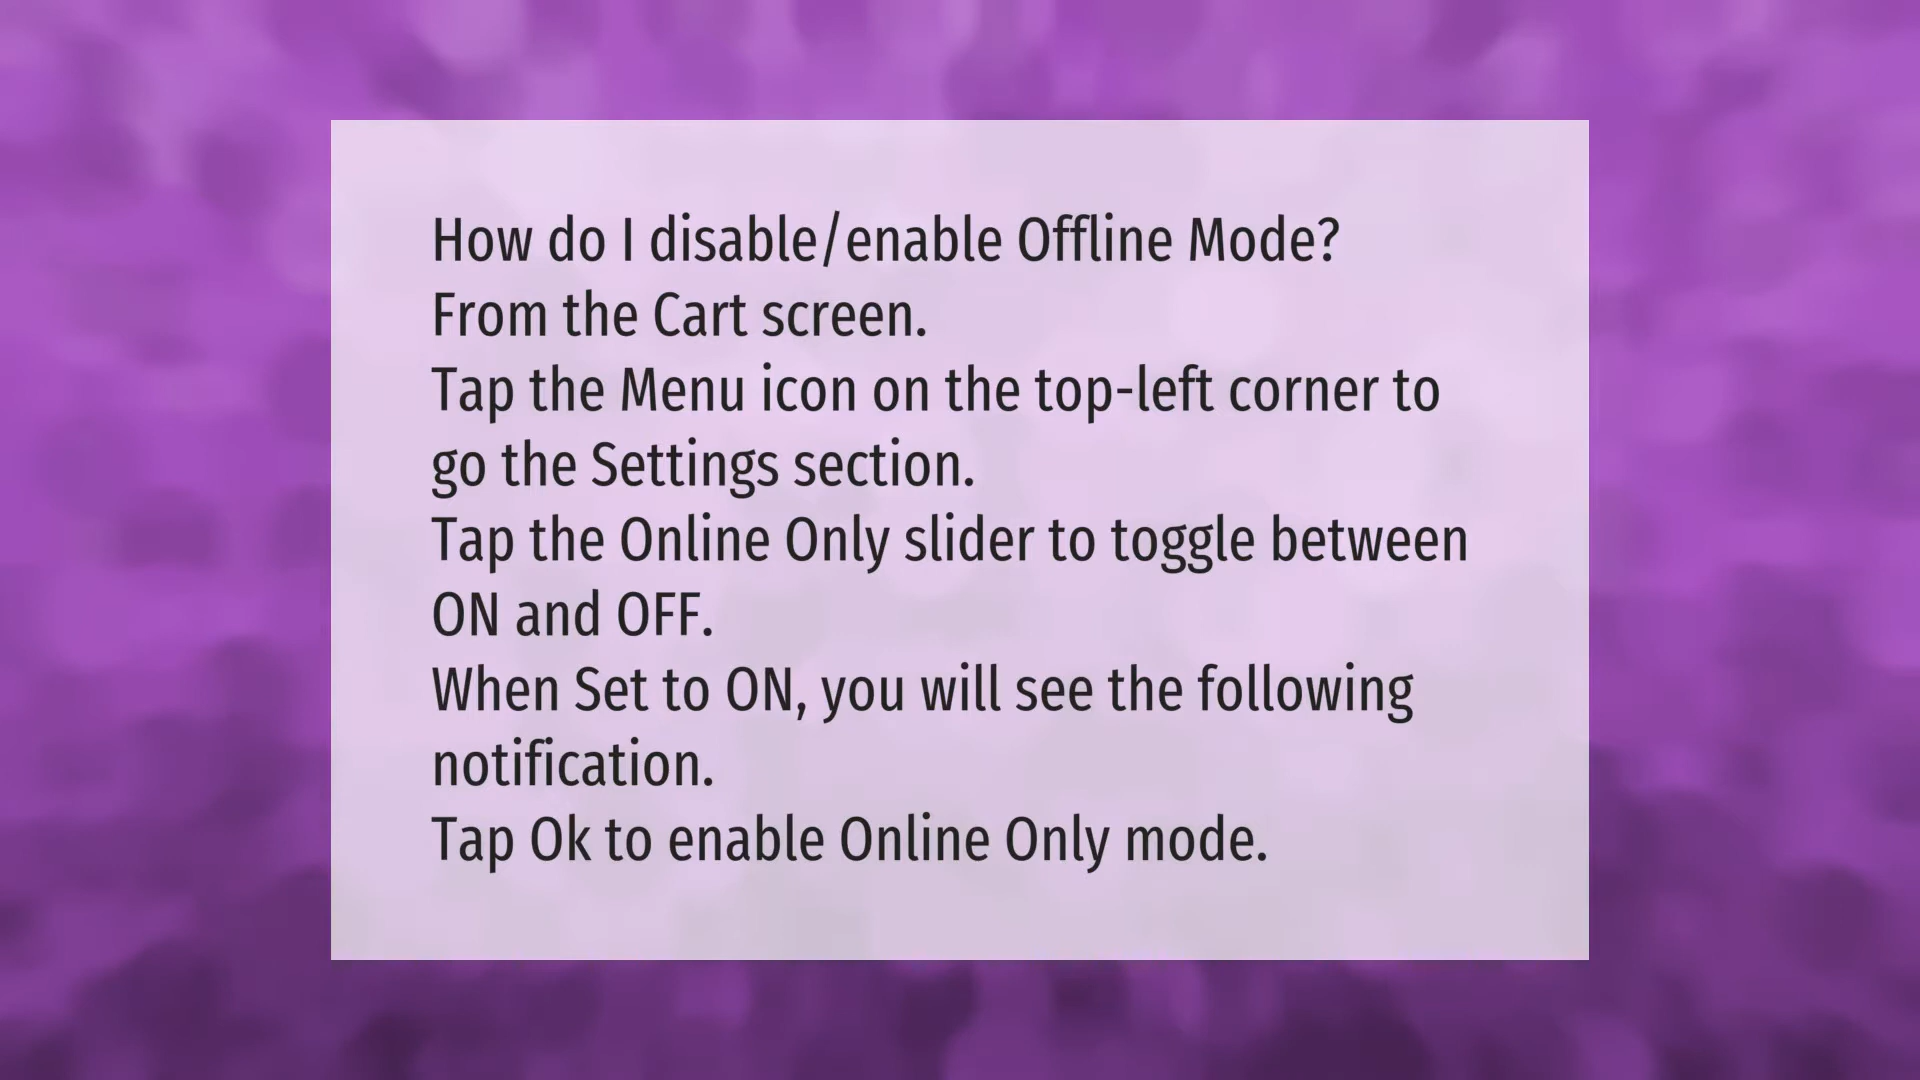 How do I disable/enable Offline Mode?
From the Cart screen.
Tap the Menu icon on the top-left corner to
go the Settings section.
Tap the Online Only slider to toggle between
ON and OFF.
When Set to ON, you will see the following
notification.
Tap Ok to enable Online Only mode.